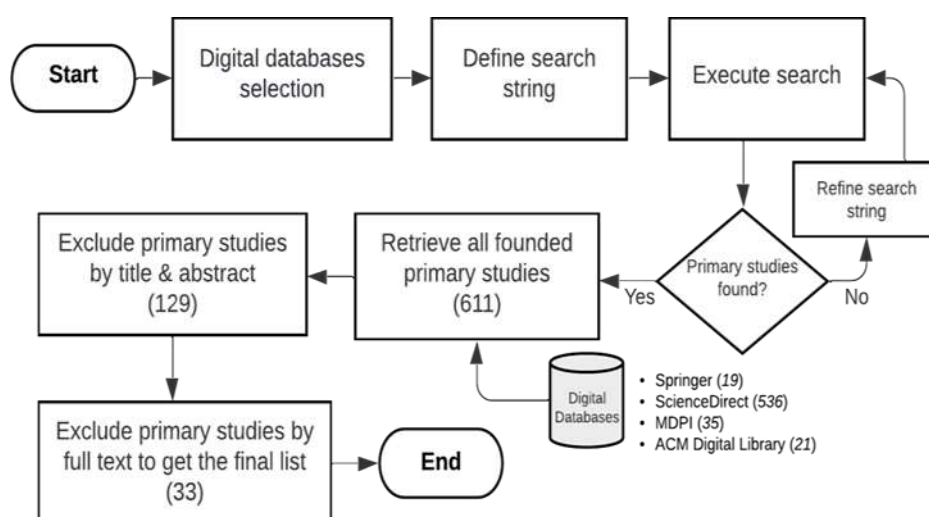 Start
Digital databases
selection
Define search
string
Execute search
Refine search
string
Primary studies
found?
No
Yes
Retrieve all founded
primary studies
(611)
Exclude primary studies
by title & abstract
(129)
Digital
Databases
• Springer (19)
• ScienceDirect (536)
• MDPI (35)
• ACM Digital Library (21)
Exclude primary studies by
full text to get the final list
(33)
End